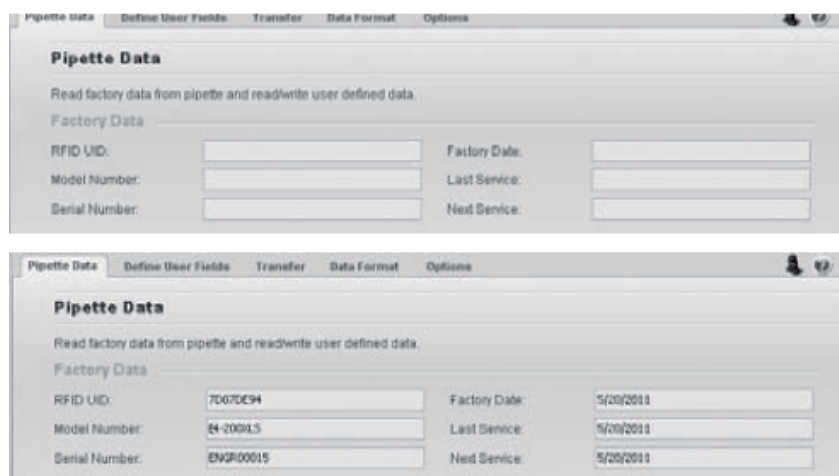 Pipette Data Define User Fields Transfer Data Format Options
Pipette Data
Read factory data from pipette and read/write user defined data.
Factory Data
RFID UID: Factory Date:
Model Number: Last Service:
Serial Number: Next Service:
Pipette Data Define User Fields Transfer Data Format Options
Pipette Data
Read factory data from pipette and read/write user defined data.
Factory Data
RFID UID: 7D07DE94 Factory Date: 5/20/2011
Model Number: E4-200XLS Last Service: 5/20/2011
Serial Number: ENGR00015 Next Service: 5/20/2011